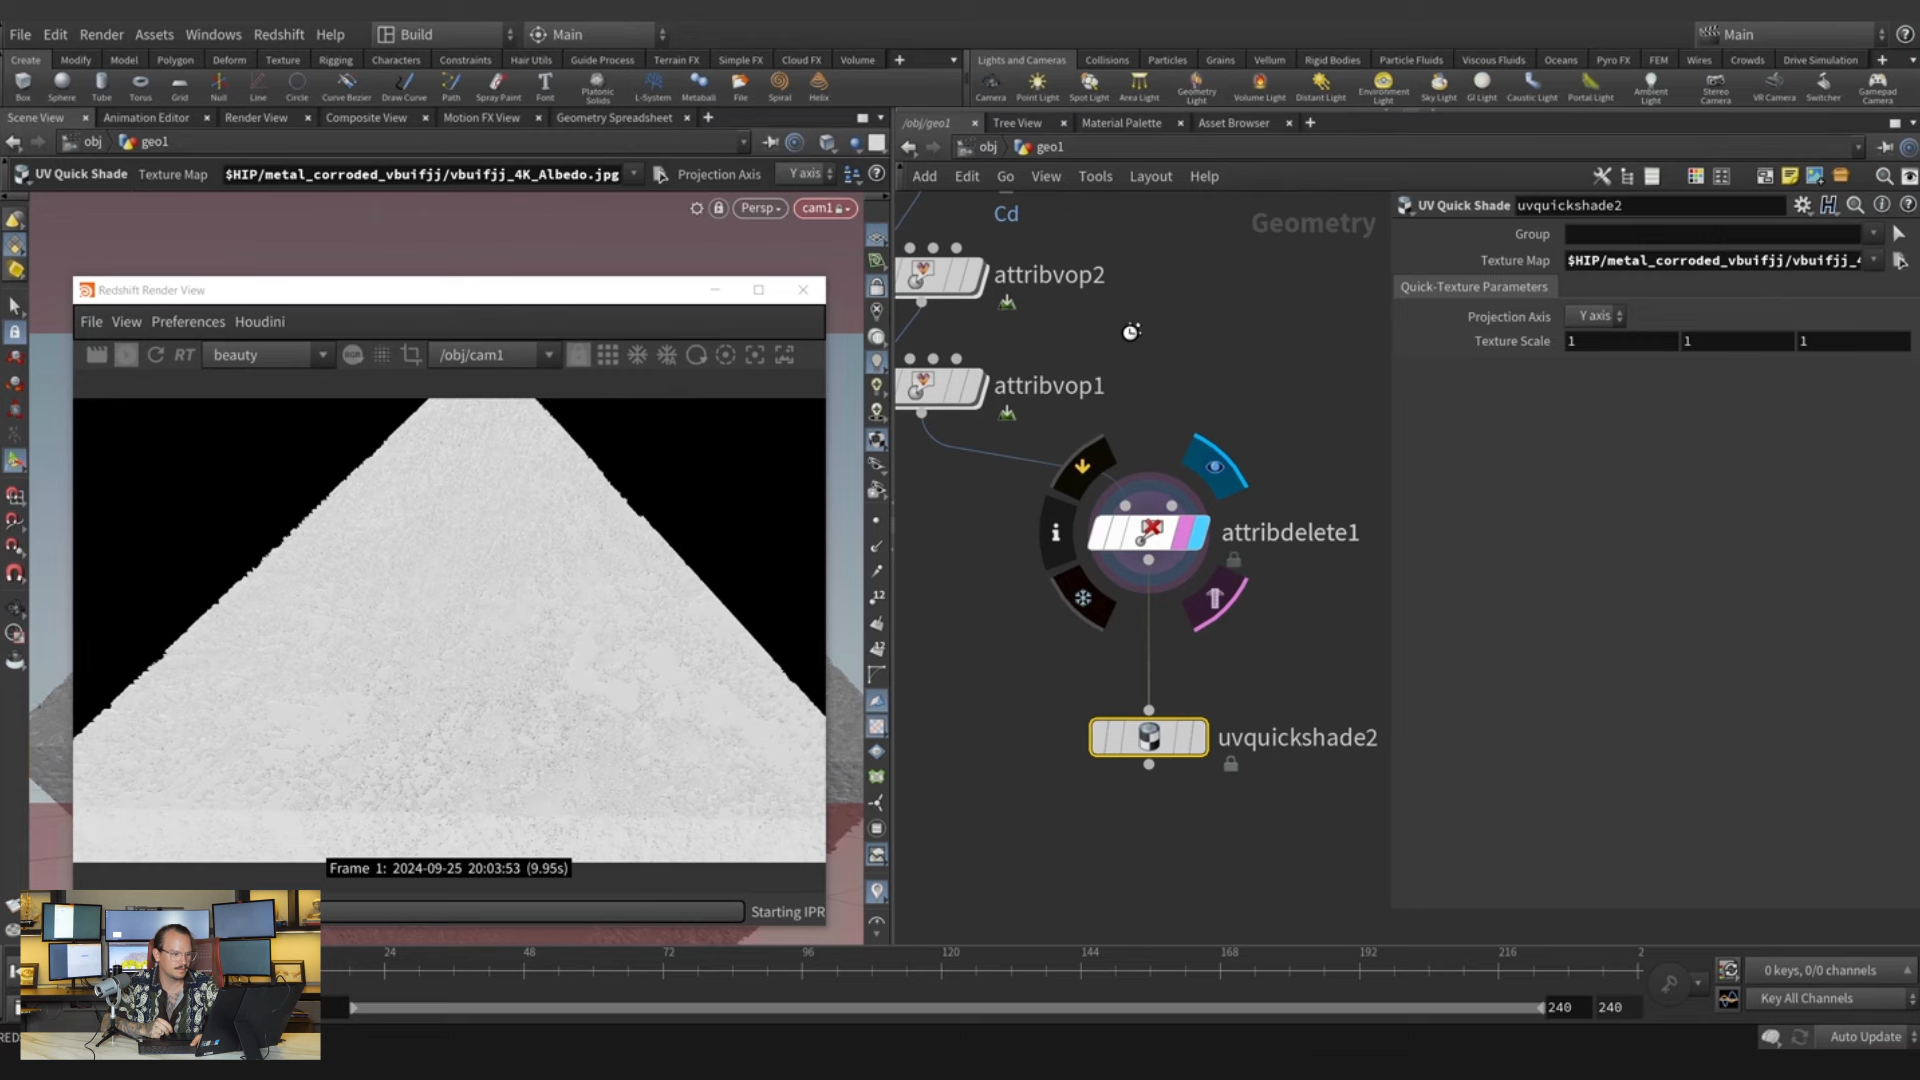 File Edit Render Assets Windows Redshift Help Build Main Main
Create Modify Model Polygon Deform Texture Rigging Characters Constraints Hair Utils Guide Process Terrain FX Simple FX Cloud FX Volume
Lights and Cameras Collisions Particles Grains Vellum Rigid Bodies Particle Fluids Viscous Fluids Oceans Pyro FX FEM Wires Crowds Drive Simulation
Box Sphere Tube Torus Grid Null Line Circle Curve Bezier Draw Curve Path Spray Paint Font Platonic Solids L-System Metaball File Spiral Helix
Camera Point Light Spot Light Area Light Geometry Light Volume Light Distant Light Environment Light Sky Light GI Light Caustic Light Portal Light Ambient Light Stereo Camera VR Camera Switcher Gamepad Camera
Scene View Animation Editor Render View Composite View Motion FX View Geometry Spreadsheet
/obj/geo1 Tree View Material Palette Asset Browser
obj geo1
obj geo1
UV Quick Shade Texture Map $HIP/metal_corroded_vbuifjj/vbuifjj_4K_Albedo.jpg Projection Axis Y axis
Add Edit Go View Tools Layout Help
Persp cam1
Cd
Geometry
attribvop2
attribvop1
attribdelete1
uvquickshade2
UV Quick Shade uvquickshade2
Group
Texture Map $HIP/metal_corroded_vbuifjj/vbuifjj_4
Quick-Texture Parameters
Projection Axis Y axis
Texture Scale 1 1 1
Redshift Render View
File View Preferences Houdini
RT beauty RGB /obj/cam1
Frame 1: 2024-09-25 20:03:53 (9.95s)
Starting IPR
12
12
24 48 72 96 120 144 168 192 216 2
240 240
0 keys, 0/0 channels
Key All Channels
Auto Update